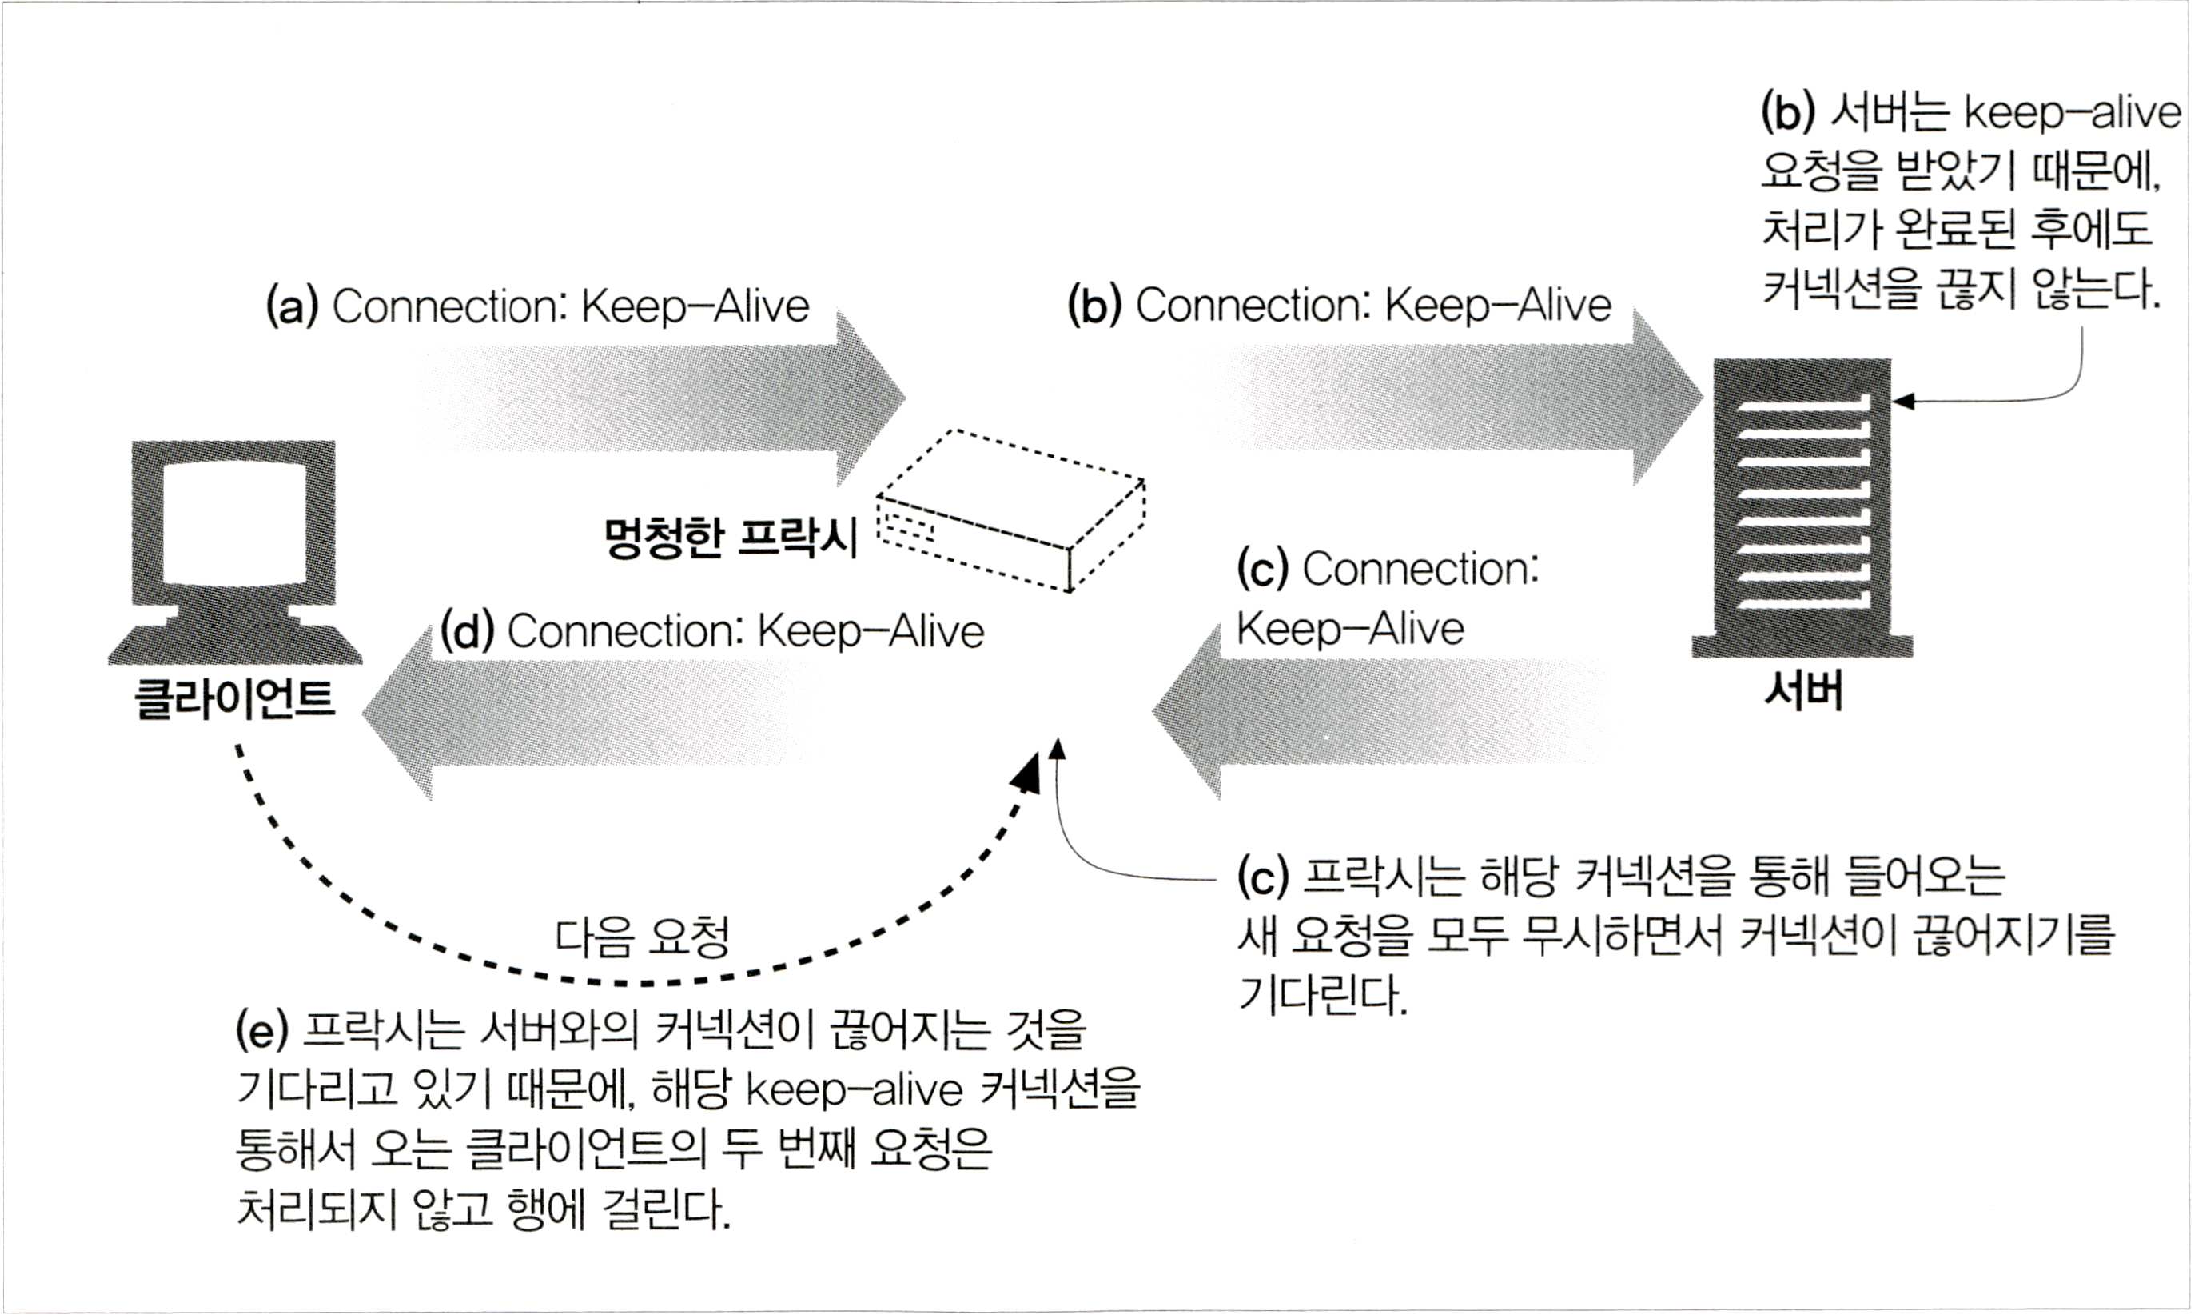 (b) 서버는 keep-alive
요청을 받았기 때문에,
처리가 완료된 후에도
커넥션을 끊지 않는다.
(a) Connection: Keep-Alive
(b) Connection: Keep-Alive
멍청한 프락시
(c) Connection:
Keep-Alive
(d) Connection: Keep-Alive
클라이언트
서버
다음 요청
(c) 프락시는 해당 커넥션을 통해 들어오는
새 요청을 모두 무시하면서 커넥션이 끊어지기를
기다린다.
(e) 프락시는 서버와의 커넥션이 끊어지는 것을
기다리고 있기 때문에, 해당 keep-alive 커넥션을
통해서 오는 클라이언트의 두 번째 요청은
처리되지 않고 행에 걸린다.